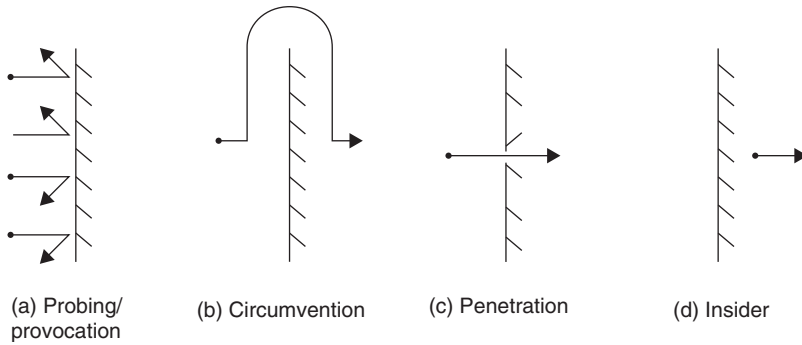 (a) Probing/
provocation
(b) Circumvention
(c) Penetration
(d) Insider